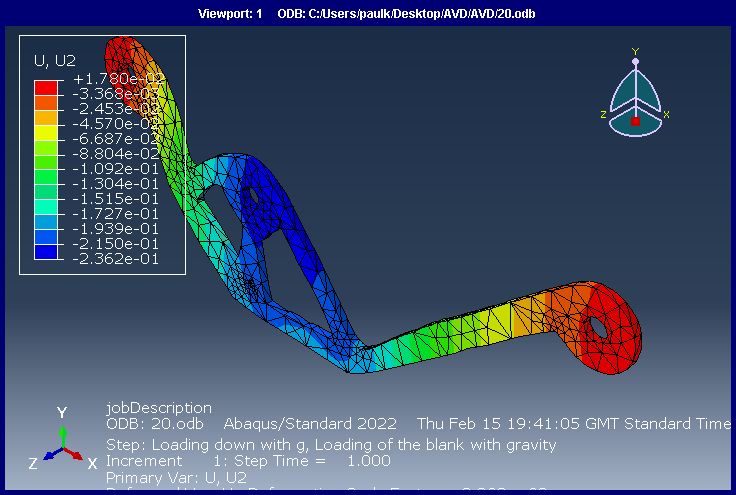 Viewport: 1 ODB: C:/Users/paulk/Desktop/AVD/AVD/20.odb
U, U2
+1.780e-02
-3.368e-03
-2.453e-02
-4.570e-02
-6.687e-02
-8.804e-02
-1.092e-01
-1.304e-01
-1.515e-01
-1.727e-01
-1.939e-01
-2.150e-01
-2.362e-01
Y
Z X
Y
Z X
jobDescription
ODB: 20.odb Abaqus/Standard 2022 Thu Feb 15 19:41:05 GMT Standard Time
Step: Loading down with g, Loading of the blank with gravity
Increment 1: Step Time = 1.000
Primary Var: U, U2